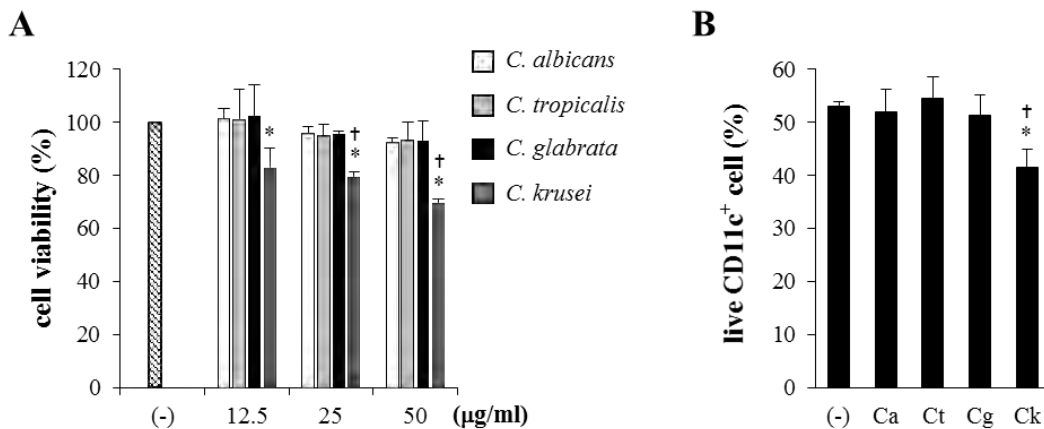 A
cell viability (%)
120
100
80
60
40
20
0
*
†
*
†
*
(-)
12.5
25
50
(μg/ml)
C. albicans
C. tropicalis
C. glabrata
C. krusei
B
live CD11c⁺ cell (%)
60
50
40
30
20
10
0
†
*
(-)
Ca
Ct
Cg
Ck